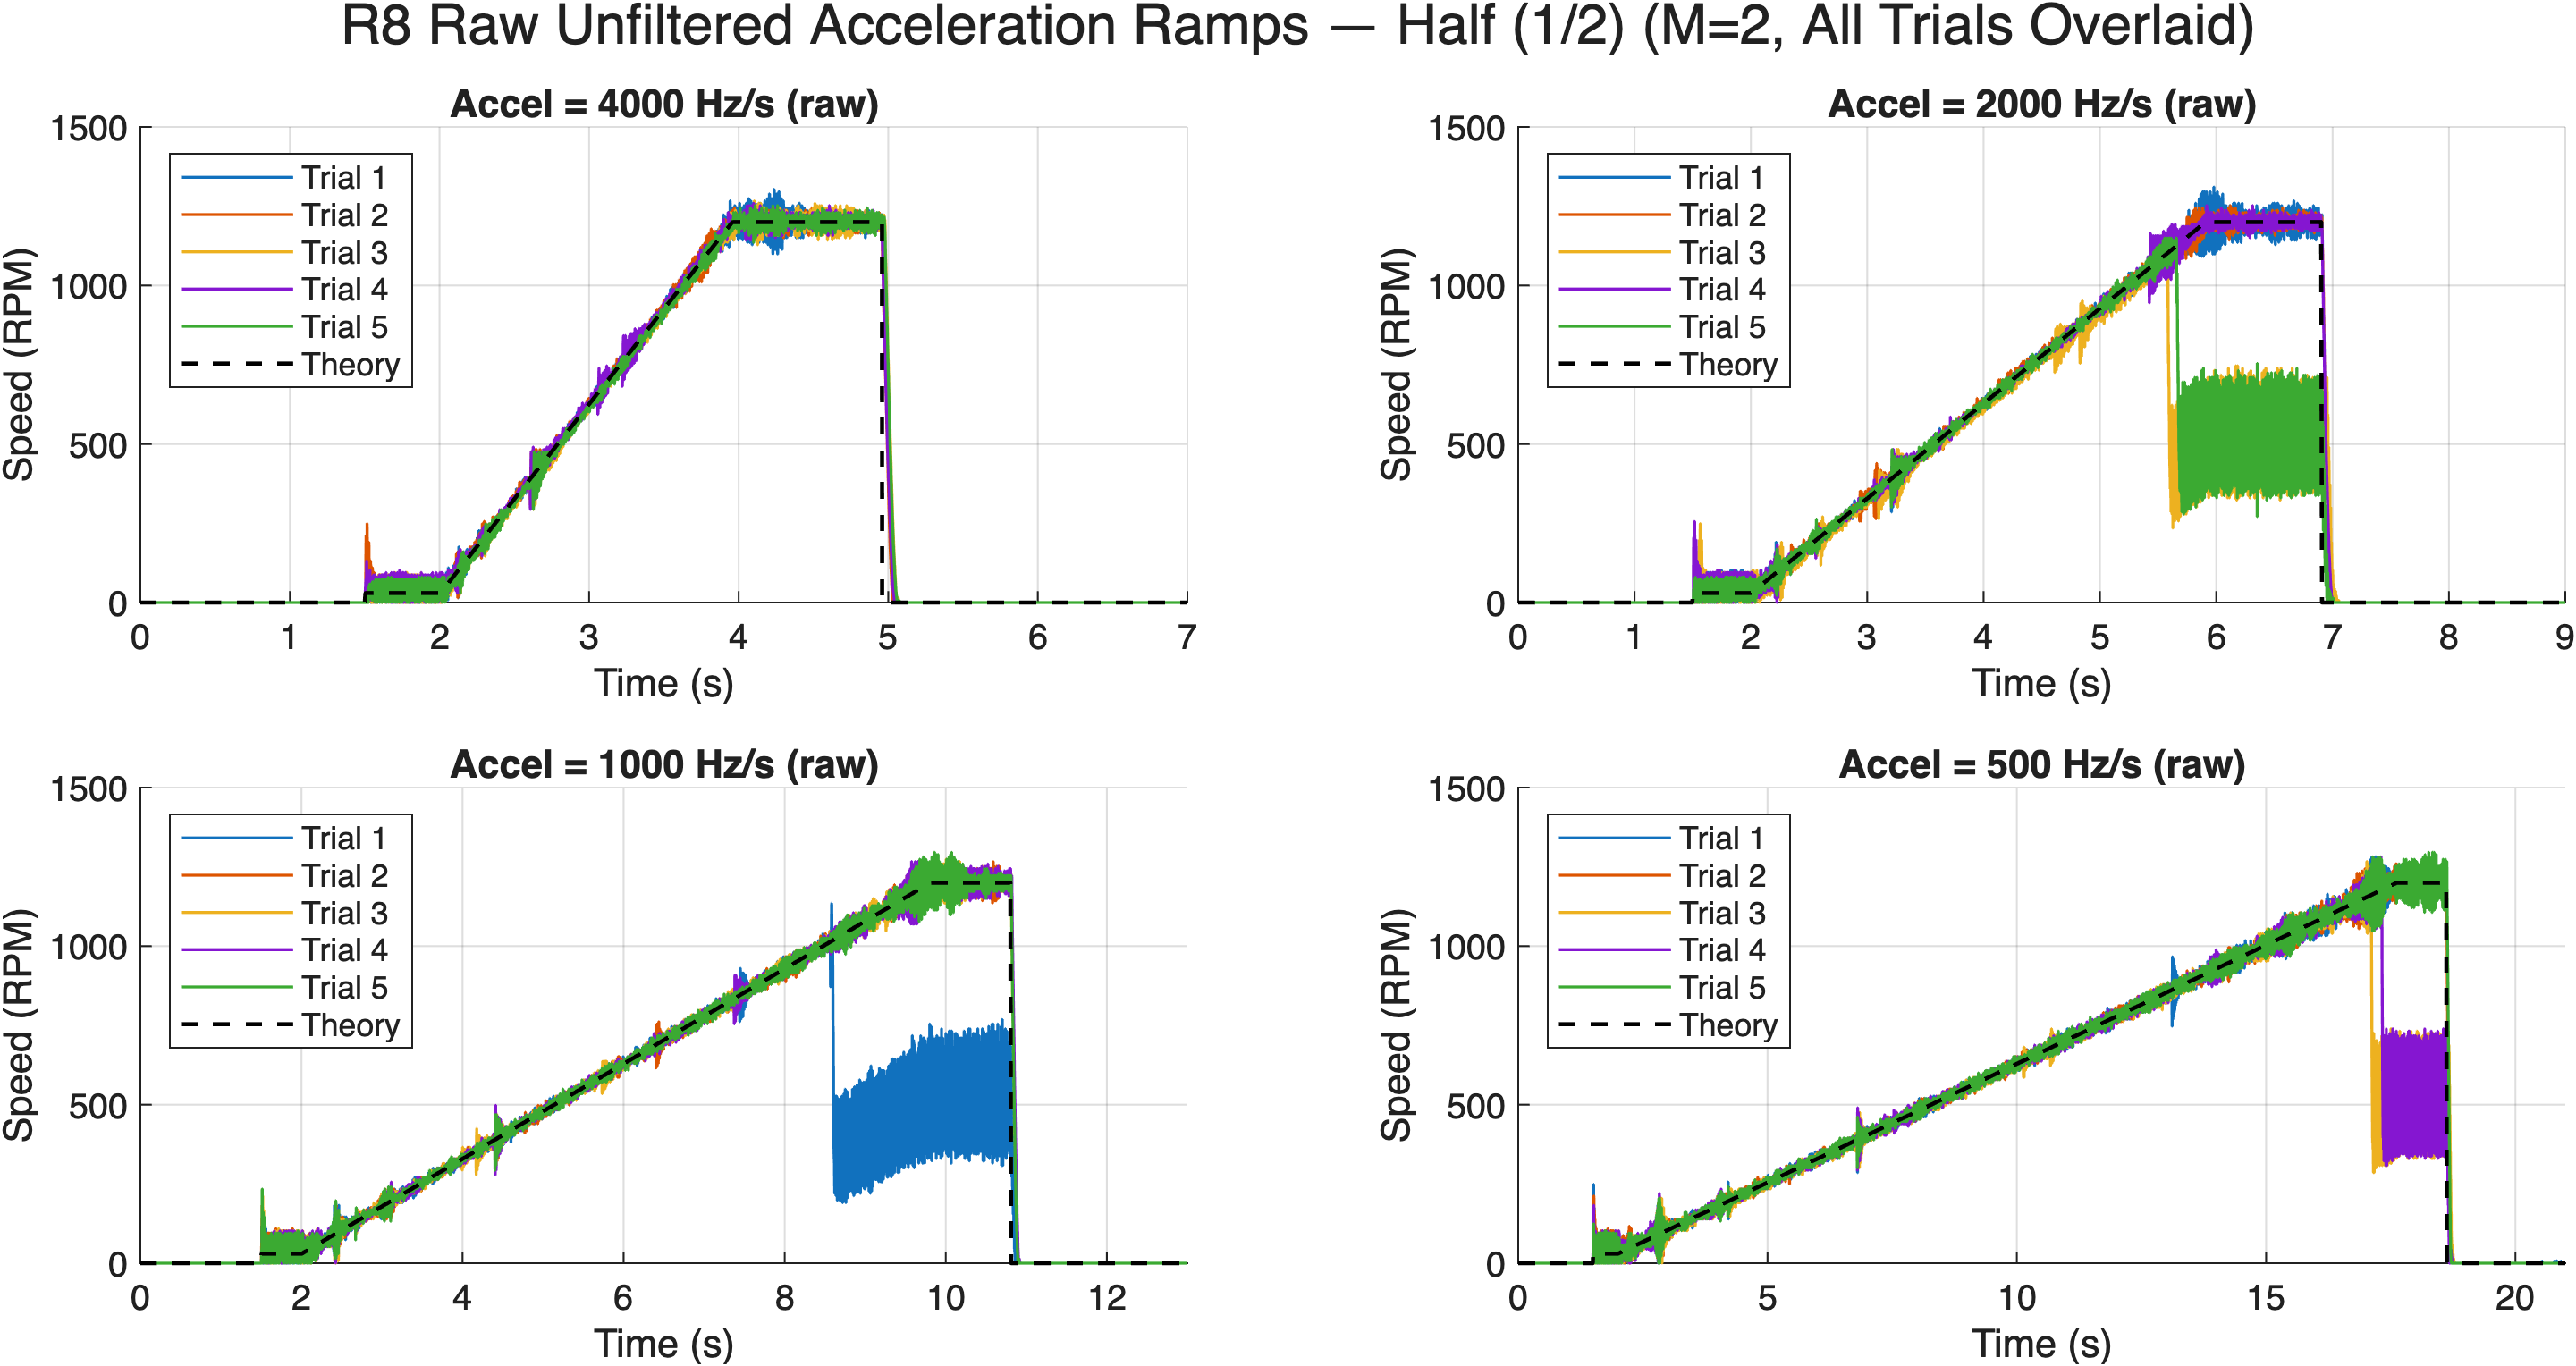 R8 Raw Unfiltered Acceleration Ramps — Half (1/2) (M=2, All Trials Overlaid)
Accel = 4000 Hz/s (raw)
Speed (RPM)
1500
1000
500
0
Trial 1
Trial 2
Trial 3
Trial 4
Trial 5
Theory
0 1 2 3 4 5 6 7
Time (s)
Accel = 2000 Hz/s (raw)
Speed (RPM)
1500
1000
500
0
Trial 1
Trial 2
Trial 3
Trial 4
Trial 5
Theory
0 1 2 3 4 5 6 7 8 9
Time (s)
Accel = 1000 Hz/s (raw)
Speed (RPM)
1500
1000
500
0
Trial 1
Trial 2
Trial 3
Trial 4
Trial 5
Theory
0 2 4 6 8 10 12
Time (s)
Accel = 500 Hz/s (raw)
Speed (RPM)
1500
1000
500
0
Trial 1
Trial 2
Trial 3
Trial 4
Trial 5
Theory
0 5 10 15 20
Time (s)